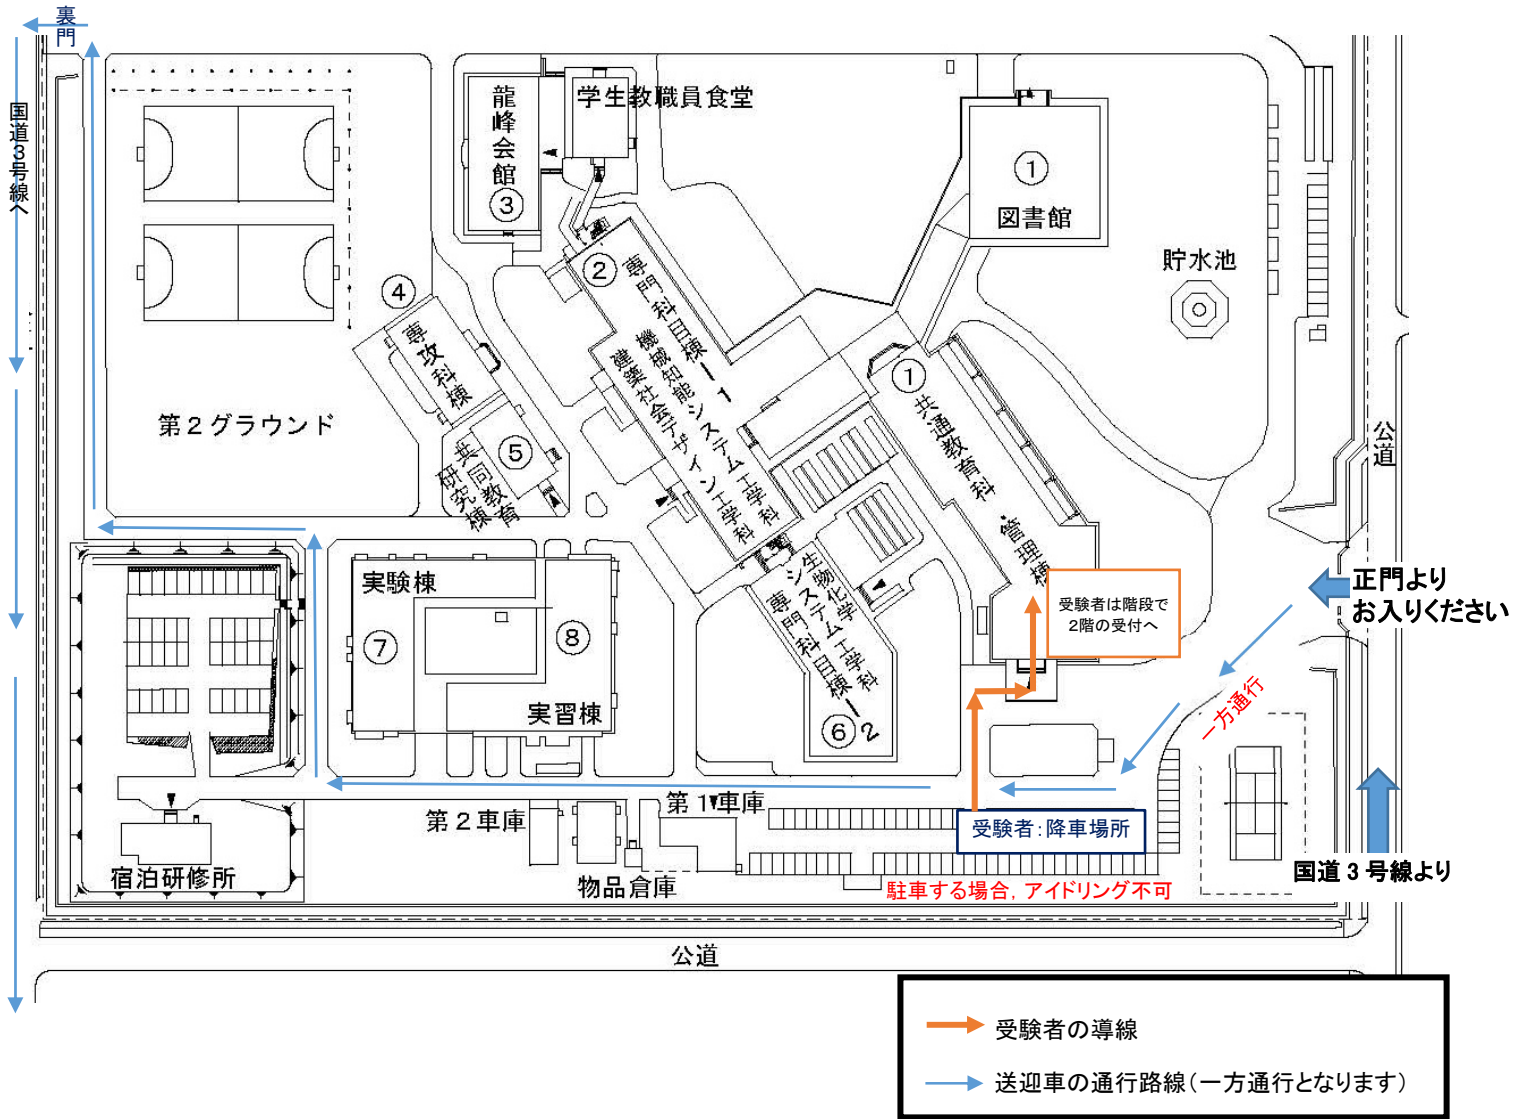 裏門
国道3号線へ
龍峰会館
③
学生教職員食堂
①
図書館
貯水池
②
専門科目棟ー1
機械知能システム工学科
建築社会デザイン工学科
④
専攻科棟
①
共通教育科・管理棟
第2グラウンド
⑤
共同教育
研究棟
公道
正門より
お入りください
実験棟
⑦
⑧
実習棟
生物化学
システム工学科
専門科目棟ー2
⑥
受験者は階段で
2階の受付へ
一方通行
第2車庫
第1車庫
受験者:降車場所
宿泊研修所
物品倉庫
駐車する場合,アイドリング不可
国道3号線より
公道
受験者の導線
送迎車の通行路線(一方通行となります)